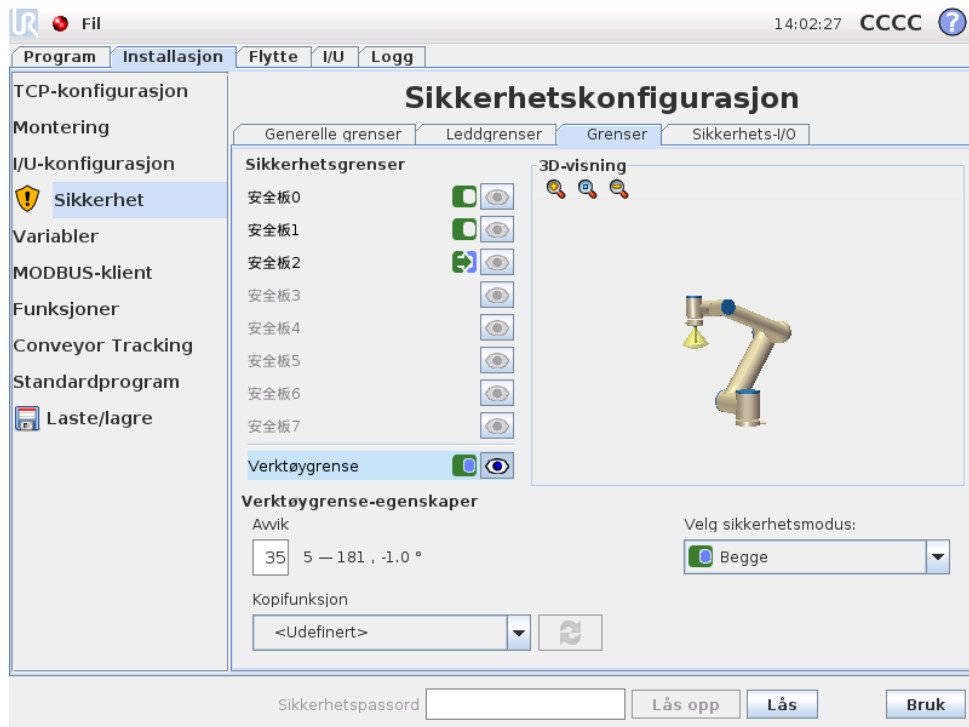 UR Fil 14:02:27 CCCC ?
Program Installasjon Flytte I/U Logg
TCP-konfigurasjon
Montering
I/U-konfigurasjon
Sikkerhet
Variabler
MODBUS-klient
Funksjoner
Conveyor Tracking
Standardprogram
Laste/lagre
Sikkerhetskonfigurasjon
Generelle grenser Leddgrenser Grenser Sikkerhets-I/O
Sikkerhetsgrenser
安全板0
安全板1
安全板2
安全板3
安全板4
安全板5
安全板6
安全板7
Verktøygrense
3D-visning
Verktøygrense-egenskaper
Avvik
35 5 — 181 , -1.0 °
Kopifunksjon
<Udefinert>
Velg sikkerhetsmodus:
Begge
Sikkerhetspassord Lås opp Lås Bruk